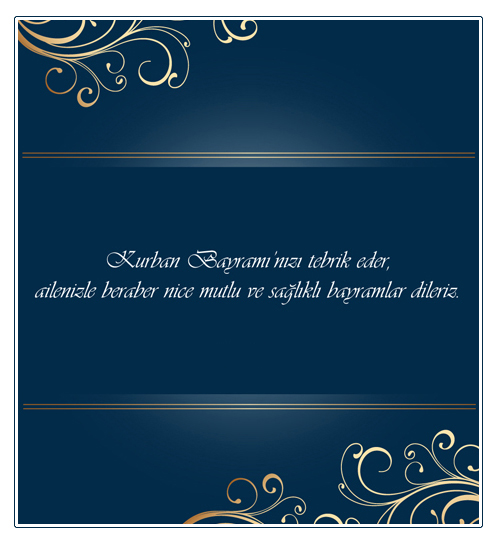 Kurban Bayramı'nızı tebrik eder,
ailenizle beraber nice mutlu ve sağlıklı bayramlar dileriz.